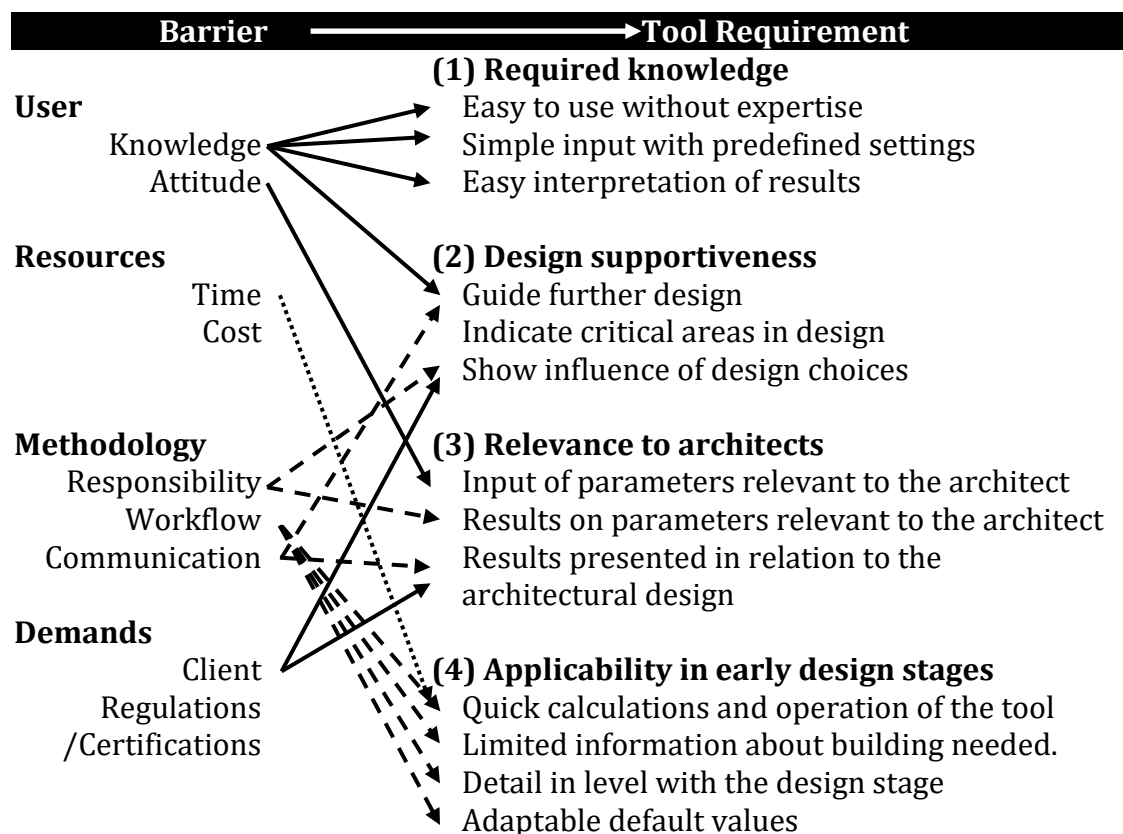 Barrier Tool Requirement
(1) Required knowledge
User
Easy to use without expertise
Knowledge
Simple input with predefined settings
Attitude
Easy interpretation of results
Resources
(2) Design supportiveness
Time
Guide further design
Cost
Indicate critical areas in design
Show influence of design choices
Methodology
(3) Relevance to architects
Responsibility
Input of parameters relevant to the architect
Workflow
Results on parameters relevant to the architect
Communication
Results presented in relation to the
architectural design
Demands
Client
(4) Applicability in early design stages
Regulations
Quick calculations and operation of the tool
/Certifications
Limited information about building needed.
Detail in level with the design stage
Adaptable default values